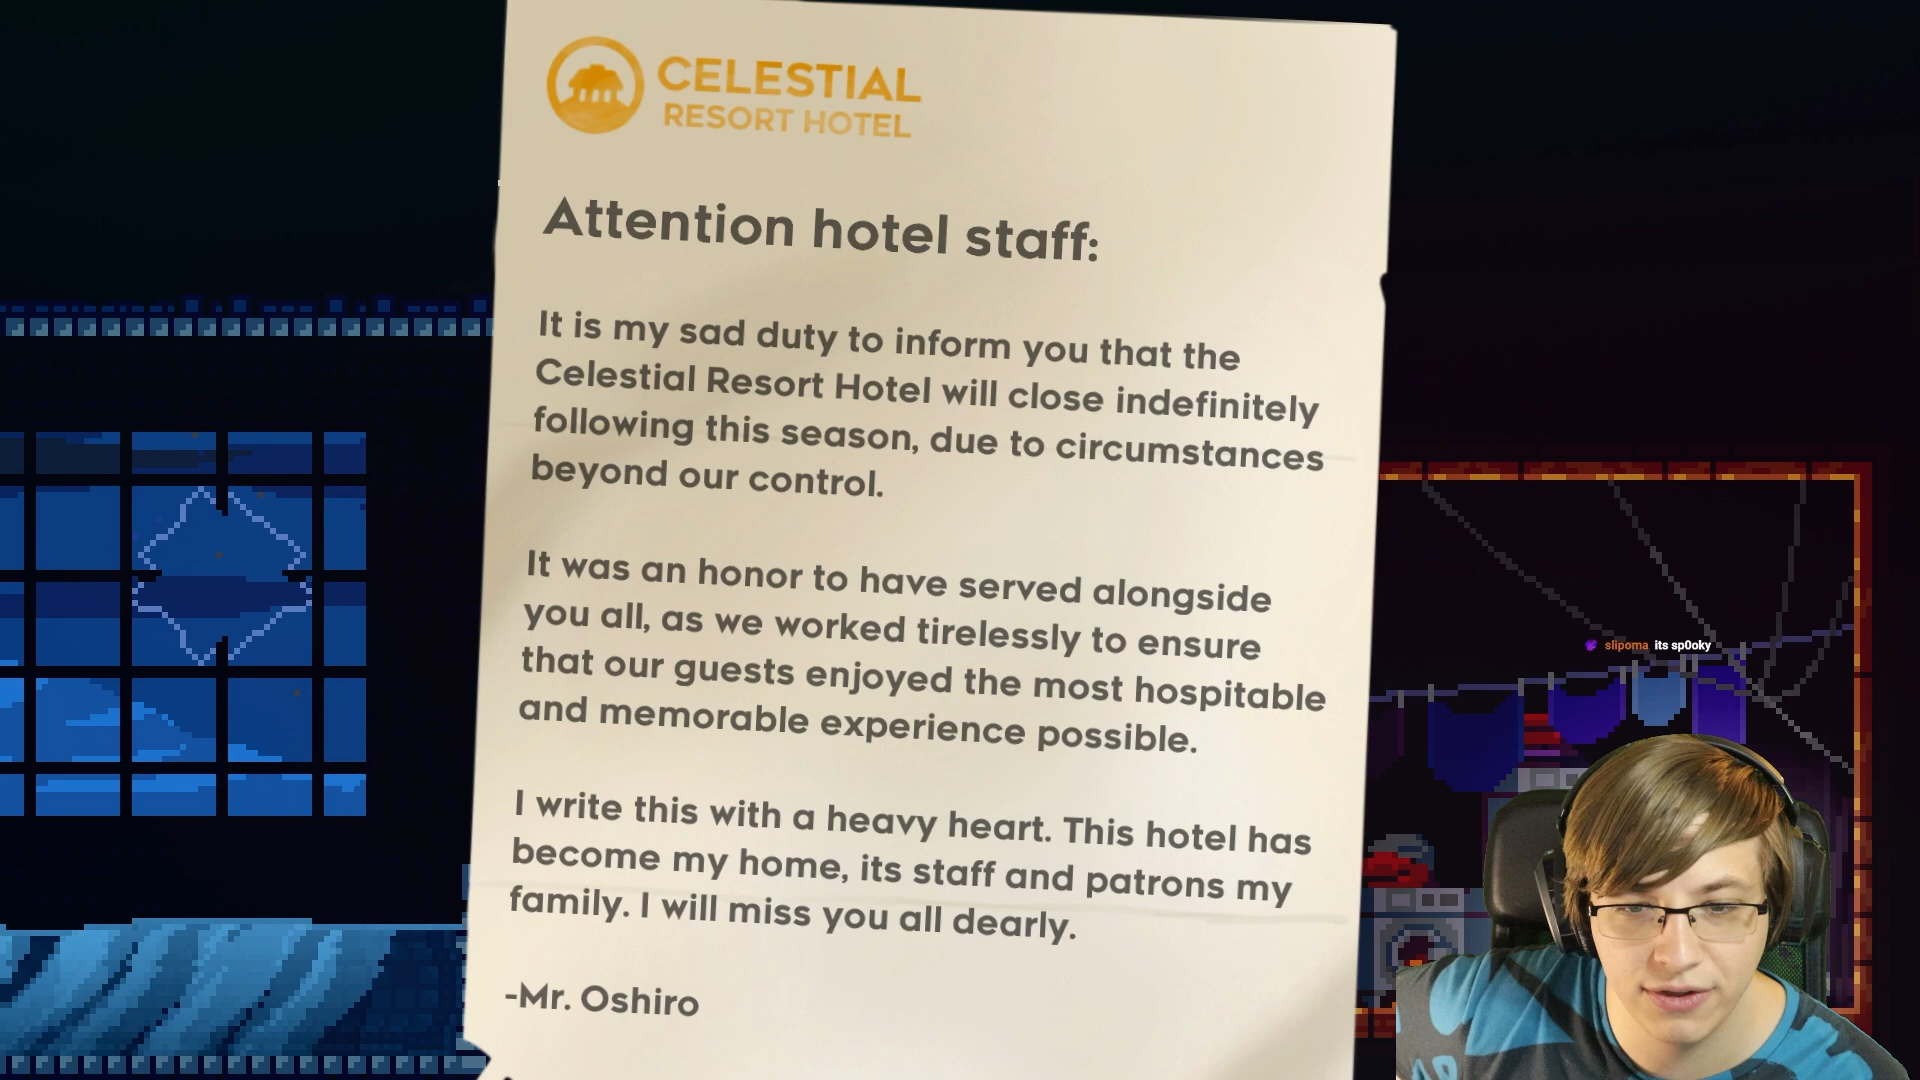 CELESTIAL
RESORT HOTEL
Attention hotel staff:
It is my sad duty to inform you that the
Celestial Resort Hotel will close indefinitely
following this season, due to circumstances
beyond our control.
It was an honor to have served alongside
you all, as we worked tirelessly to ensure
that our guests enjoyed the most hospitable
and memorable experience possible.
I write this with a heavy heart. This hotel has
become my home, its staff and patrons my
family. I will miss you all dearly.
-Mr. Oshiro
slipoma its sp0oky